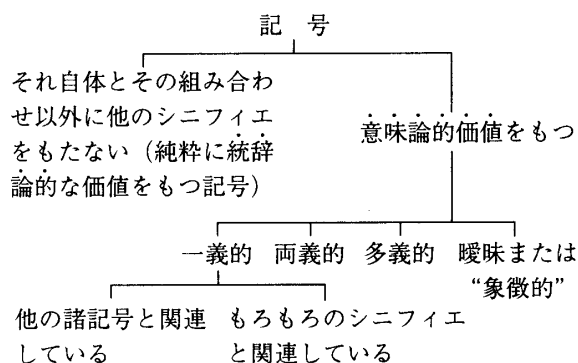 記 号
それ自体とその組み合わ
せ以外に他のシニフィエ
をもたない(純粋に統辞
論的な価値をもつ記号)
意味論的価値をもつ
一義的 両義的 多義的 曖昧または
“象徴的”
他の諸記号と関連
している
もろもろのシニフィエ
と関連している